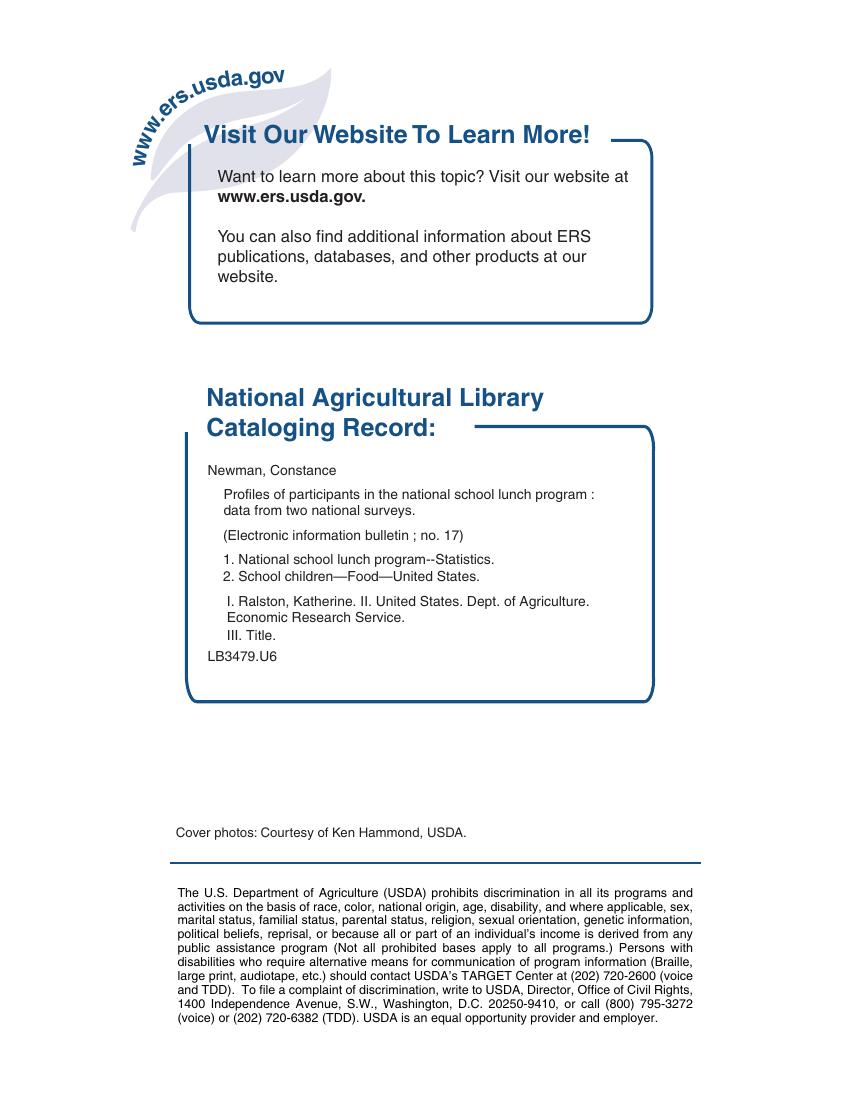 www.ers.usda.gov
Visit Our Website To Learn More!
Want to learn more about this topic? Visit our website at
www.ers.usda.gov.
You can also find additional information about ERS
publications, databases, and other products at our
website.
National Agricultural Library
Cataloging Record:
Newman, Constance
Profiles of participants in the national school lunch program :
data from two national surveys.
(Electronic information bulletin ; no. 17)
1. National school lunch program--Statistics.
2. School children—Food—United States.
I. Ralston, Katherine. II. United States. Dept. of Agriculture.
Economic Research Service.
III. Title.
LB3479.U6
Cover photos: Courtesy of Ken Hammond, USDA.
The U.S. Department of Agriculture (USDA) prohibits discrimination in all its programs and
activities on the basis of race, color, national origin, age, disability, and where applicable, sex,
marital status, familial status, parental status, religion, sexual orientation, genetic information,
political beliefs, reprisal, or because all or part of an individual’s income is derived from any
public assistance program (Not all prohibited bases apply to all programs.) Persons with
disabilities who require alternative means for communication of program information (Braille,
large print, audiotape, etc.) should contact USDA’s TARGET Center at (202) 720-2600 (voice
and TDD). To file a complaint of discrimination, write to USDA, Director, Office of Civil Rights,
1400 Independence Avenue, S.W., Washington, D.C. 20250-9410, or call (800) 795-3272
(voice) or (202) 720-6382 (TDD). USDA is an equal opportunity provider and employer.